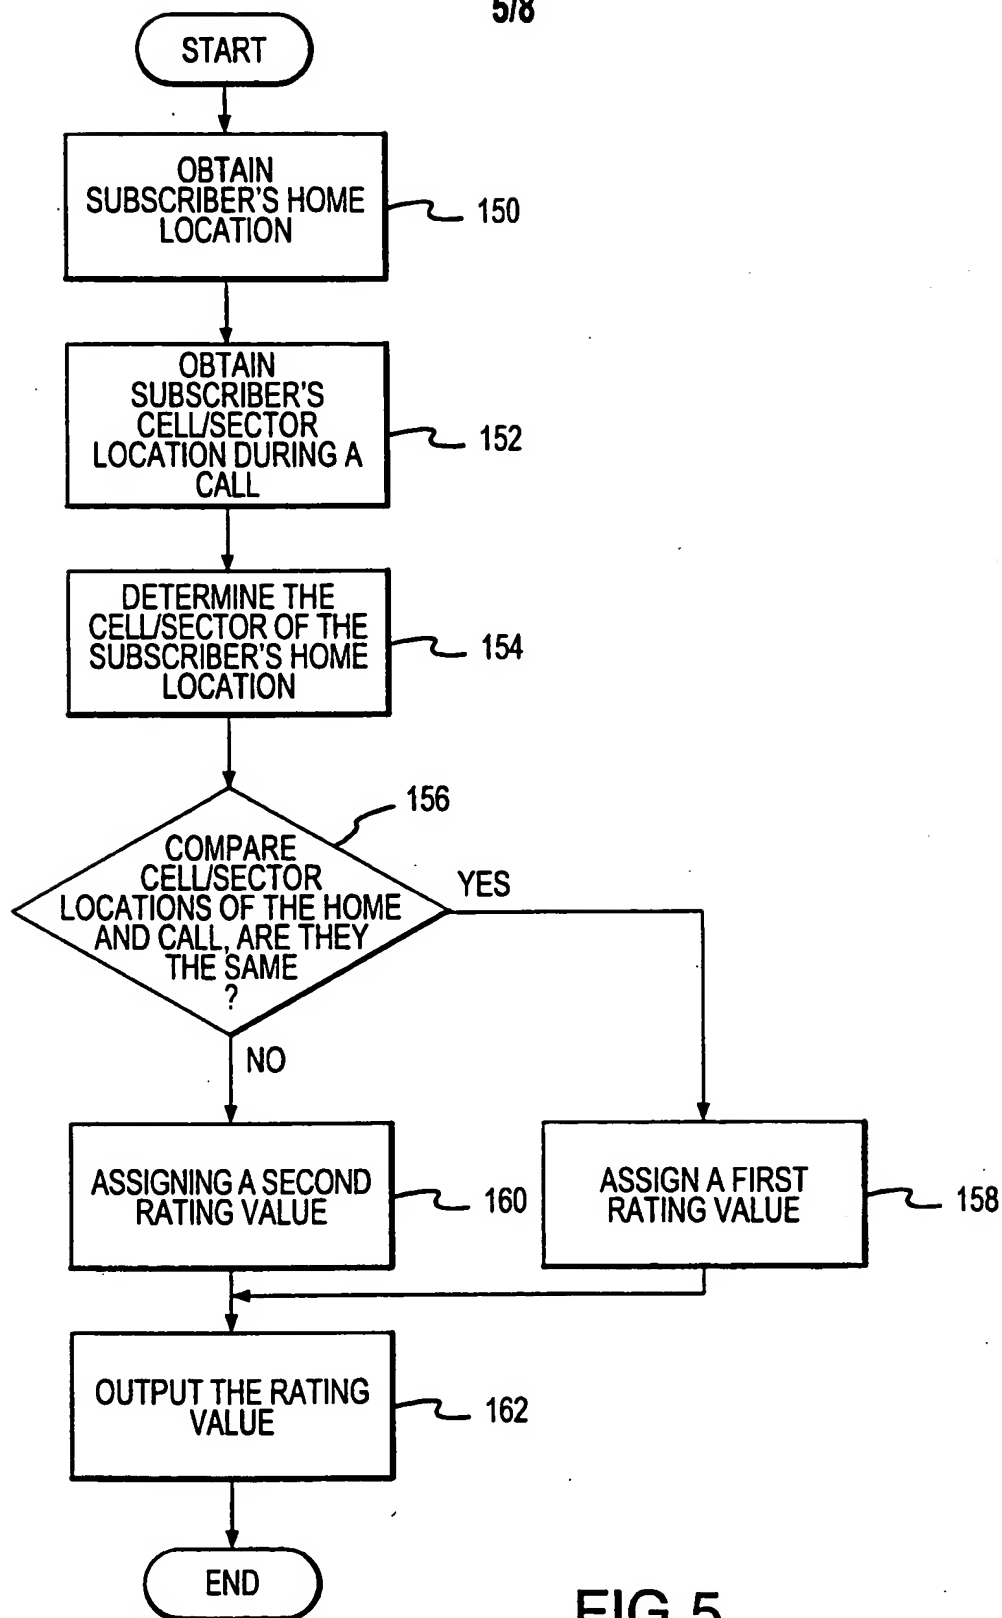 5/8
START
OBTAIN
SUBSCRIBER'S HOME
LOCATION
150
OBTAIN
SUBSCRIBER'S
CELL/SECTOR
LOCATION DURING A
CALL
152
DETERMINE THE
CELL/SECTOR OF THE
SUBSCRIBER'S HOME
LOCATION
154
156
COMPARE
CELL/SECTOR
LOCATIONS OF THE HOME
AND CALL, ARE THEY
THE SAME
?
YES
NO
ASSIGNING A SECOND
RATING VALUE
160
ASSIGN A FIRST
RATING VALUE
158
OUTPUT THE RATING
VALUE
162
END
FIG.5